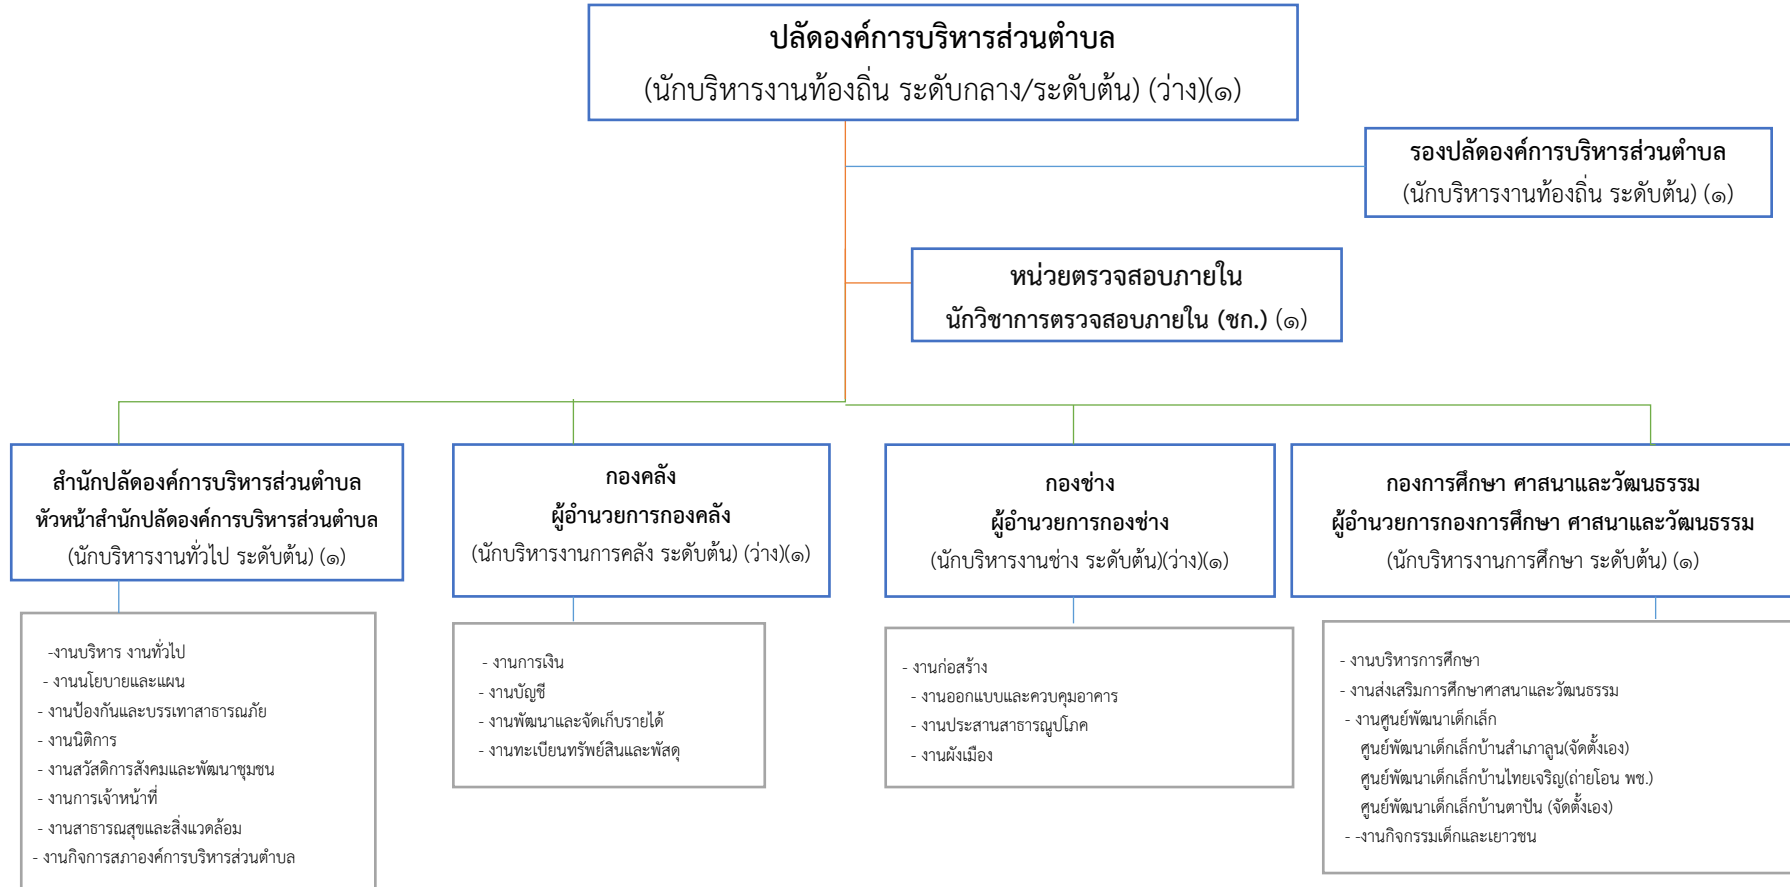 ปลัดองค์การบริหารส่วนตำบล
(นักบริหารงานท้องถิ่น ระดับกลาง/ระดับต้น) (ว่าง)(๑)
รองปลัดองค์การบริหารส่วนตำบล
(นักบริหารงานท้องถิ่น ระดับต้น) (๑)
หน่วยตรวจสอบภายใน
นักวิชาการตรวจสอบภายใน (ชก.) (๑)
สำนักปลัดองค์การบริหารส่วนตำบล
หัวหน้าสำนักปลัดองค์การบริหารส่วนตำบล
(นักบริหารงานทั่วไป ระดับต้น) (๑)
กองคลัง
ผู้อำนวยการกองคลัง
(นักบริหารงานการคลัง ระดับต้น) (ว่าง)(๑)
กองช่าง
ผู้อำนวยการกองช่าง
(นักบริหารงานช่าง ระดับต้น)(ว่าง)(๑)
กองการศึกษา ศาสนาและวัฒนธรรม
ผู้อำนวยการกองการศึกษา ศาสนาและวัฒนธรรม
(นักบริหารงานการศึกษา ระดับต้น) (๑)
-งานบริหาร งานทั่วไป
- งานนโยบายและแผน
- งานป้องกันและบรรเทาสาธารณภัย
- งานนิติการ
- งานสวัสดิการสังคมและพัฒนาชุมชน
- งานการเจ้าหน้าที่
- งานสาธารณสุขและสิ่งแวดล้อม
- งานกิจการสภาองค์การบริหารส่วนตำบล
- งานการเงิน
- งานบัญชี
- งานพัฒนาและจัดเก็บรายได้
- งานทะเบียนทรัพย์สินและพัสดุ
- งานก่อสร้าง
- งานออกแบบและควบคุมอาคาร
- งานประสานสาธารณูปโภค
- งานผังเมือง
- งานบริหารการศึกษา
- งานส่งเสริมการศึกษาศาสนาและวัฒนธรรม
- งานศูนย์พัฒนาเด็กเล็ก
ศูนย์พัฒนาเด็กเล็กบ้านสำเภาลูน(จัดตั้งเอง)
ศูนย์พัฒนาเด็กเล็กบ้านไทยเจริญ(ถ่ายโอน พช.)
ศูนย์พัฒนาเด็กเล็กบ้านตาปัน (จัดตั้งเอง)
- -งานกิจกรรมเด็กและเยาวชน